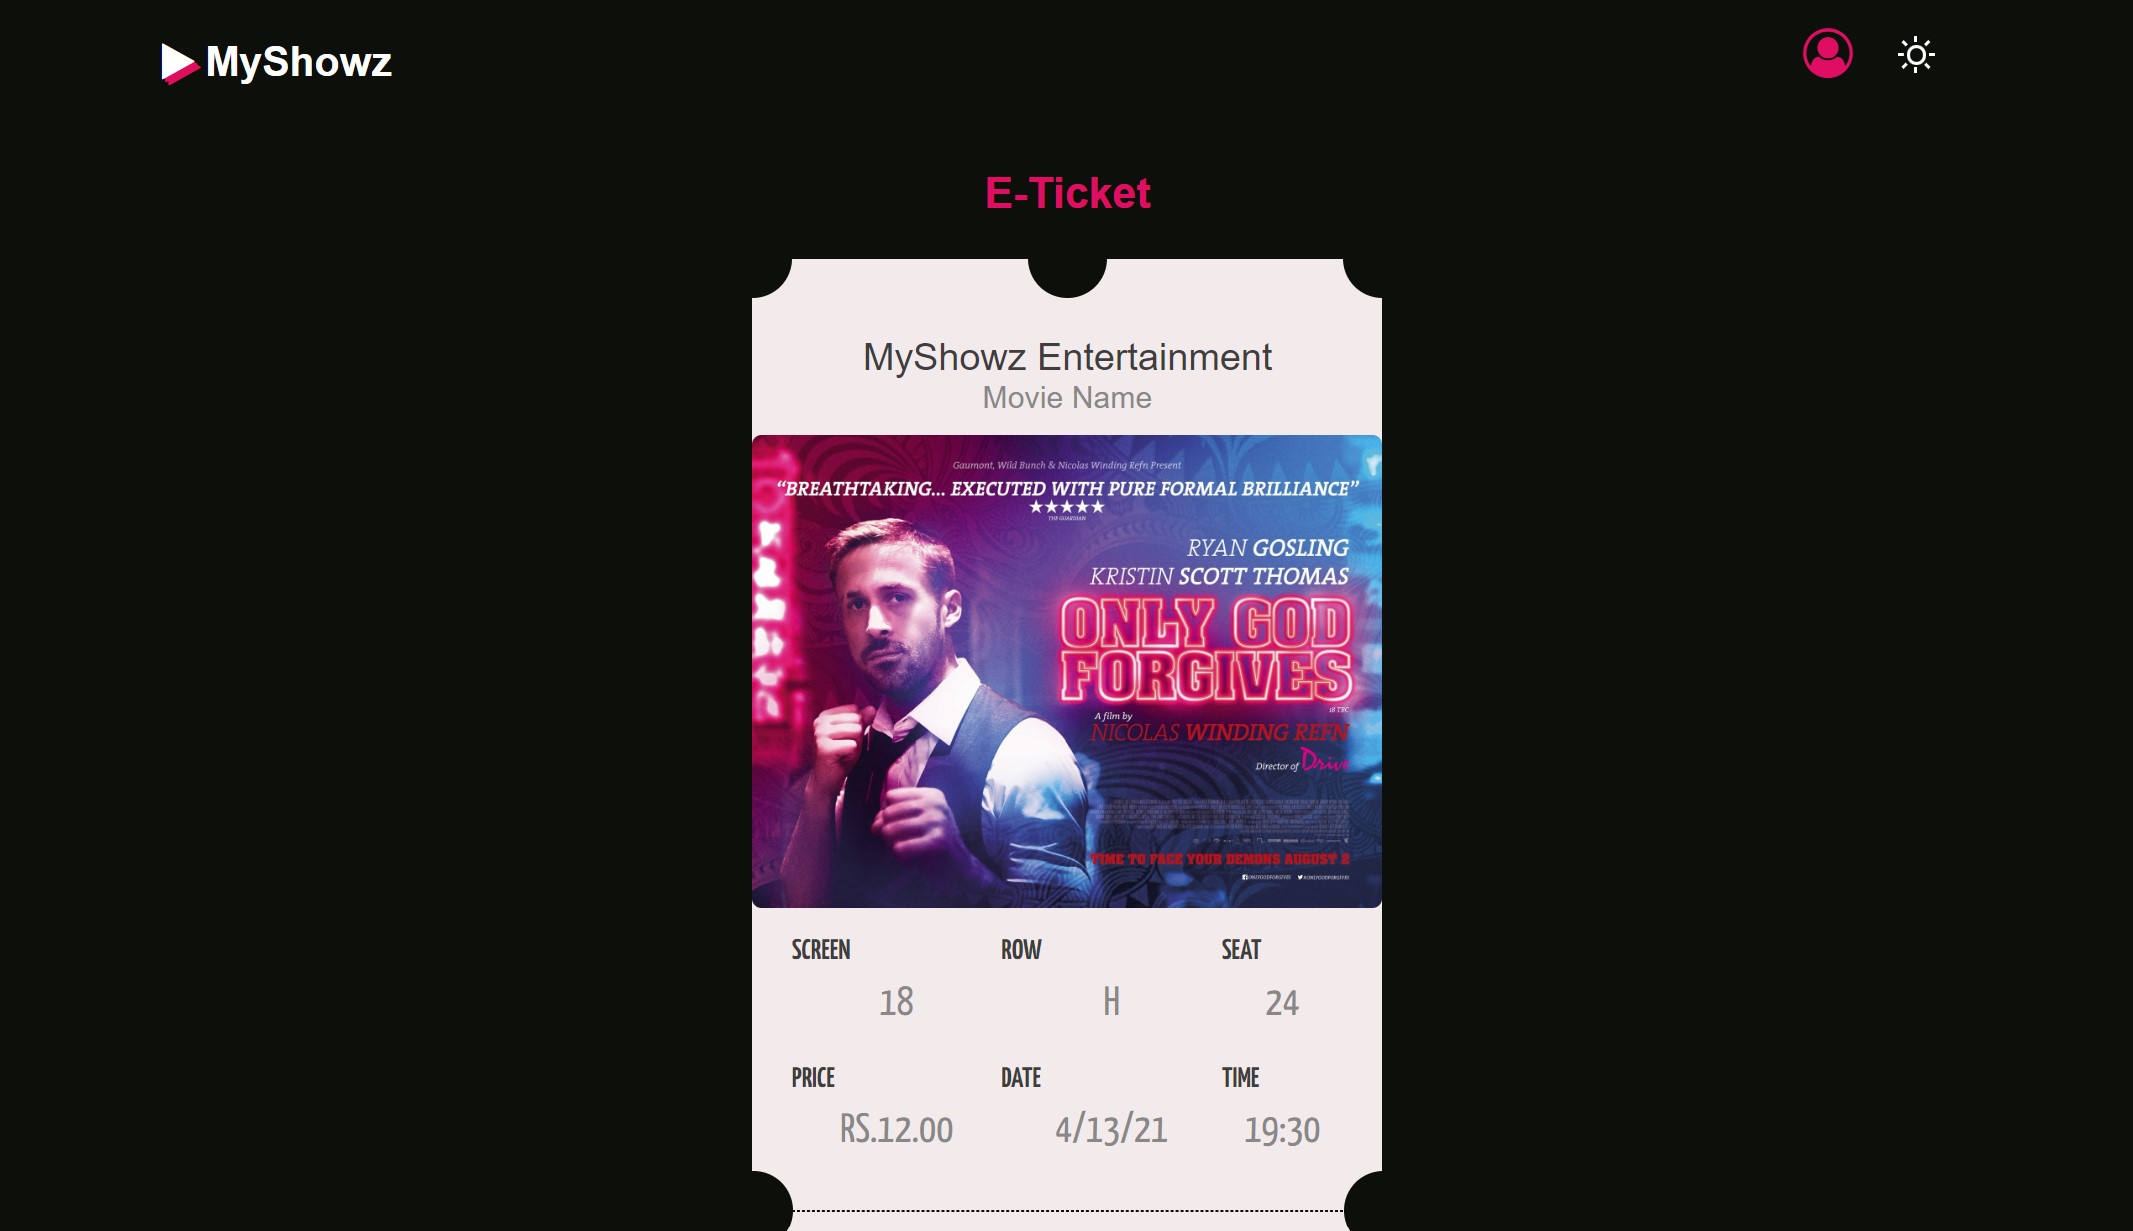 MyShowz
E-Ticket
MyShowz Entertainment
Movie Name
Gaumont, Wild Bunch & Nicolas Winding Refn Present
“BREATHTAKING... EXECUTED WITH PURE FORMAL BRILLIANCE”
THE GUARDIAN
RYAN GOSLING
KRISTIN SCOTT THOMAS
ONLY GOD
FORGIVES
18 TBC
A film by
NICOLAS WINDING REFN
Director of Drive
TIME TO FACE YOUR DEMONS AUGUST 2
SCREEN ROW SEAT
18 H 24
PRICE DATE TIME
RS.12.00 4/13/21 19:30